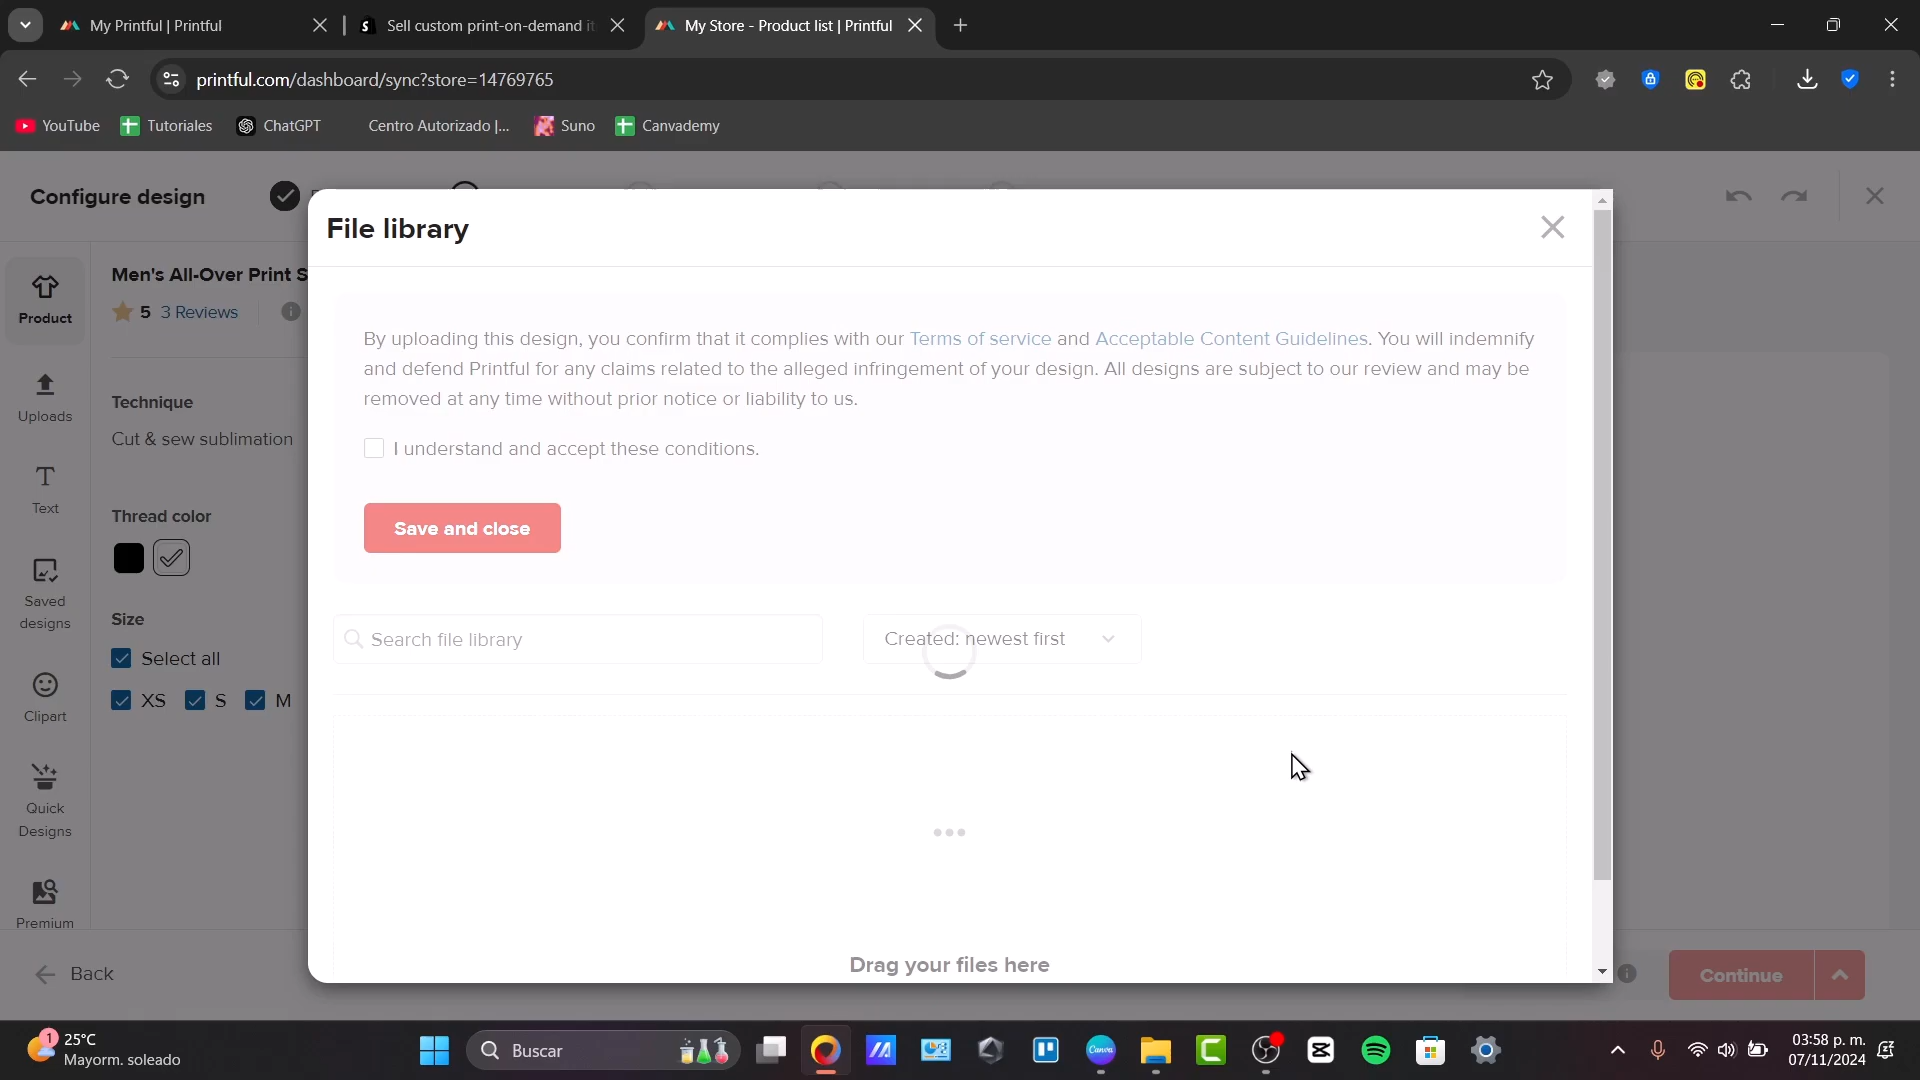 My Printful | Printful
Sell custom print-on-demand it
My Store - Product list | Printful
printful.com/dashboard/sync?store=14769765
YouTube
Tutoriales
ChatGPT
Centro Autorizado |...
Suno
Canvademy
Configure design
File library
Men's All-Over Print S
5 3 Reviews
Product
Uploads
Text
Saved
designs
Clipart
Quick
Designs
Premium
Technique
Cut & sew sublimation
Thread color
Size
Select all
XS S M
By uploading this design, you confirm that it complies with our Terms of service and Acceptable Content Guidelines. You will indemnify
and defend Printful for any claims related to the alleged infringement of your design. All designs are subject to our review and may be
removed at any time without prior notice or liability to us.
I understand and accept these conditions.
Save and close
Search file library
Created: newest first
Drag your files here
Back
Continue
1
25°C
Mayorm. soleado
Buscar
Canva
03:58 p. m.
07/11/2024